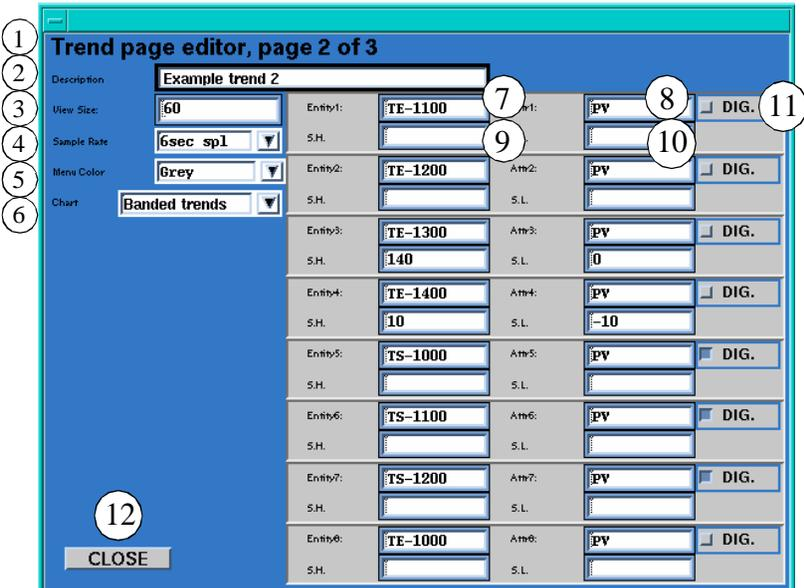 1 Trend page editor, page 2 of 3
2 Description Example trend 2
3 View Size: 60
4 Sample Rate 6sec spl
5 Menu Color Grey
6 Chart Banded trends
Entity1: TE-1100 7 r1: PV 8 DIG. 11
S.H. 9 10
Entity2: TE-1200 Attr2: PV DIG.
S.H. S.L.
Entity3: TE-1300 Attr3: PV DIG.
S.H. 140 S.L. 0
Entity4: TE-1400 Attr4: PV DIG.
S.H. 10 S.L. -10
Entity5: TS-1000 Attr5: PV DIG.
S.H. S.L.
Entity6: TS-1100 Attr6: PV DIG.
S.H. S.L.
Entity7: TS-1200 Attr7: PV DIG.
S.H. S.L.
Entity8: TE-1000 Attr8: PV DIG.
S.H. S.L.
12
CLOSE